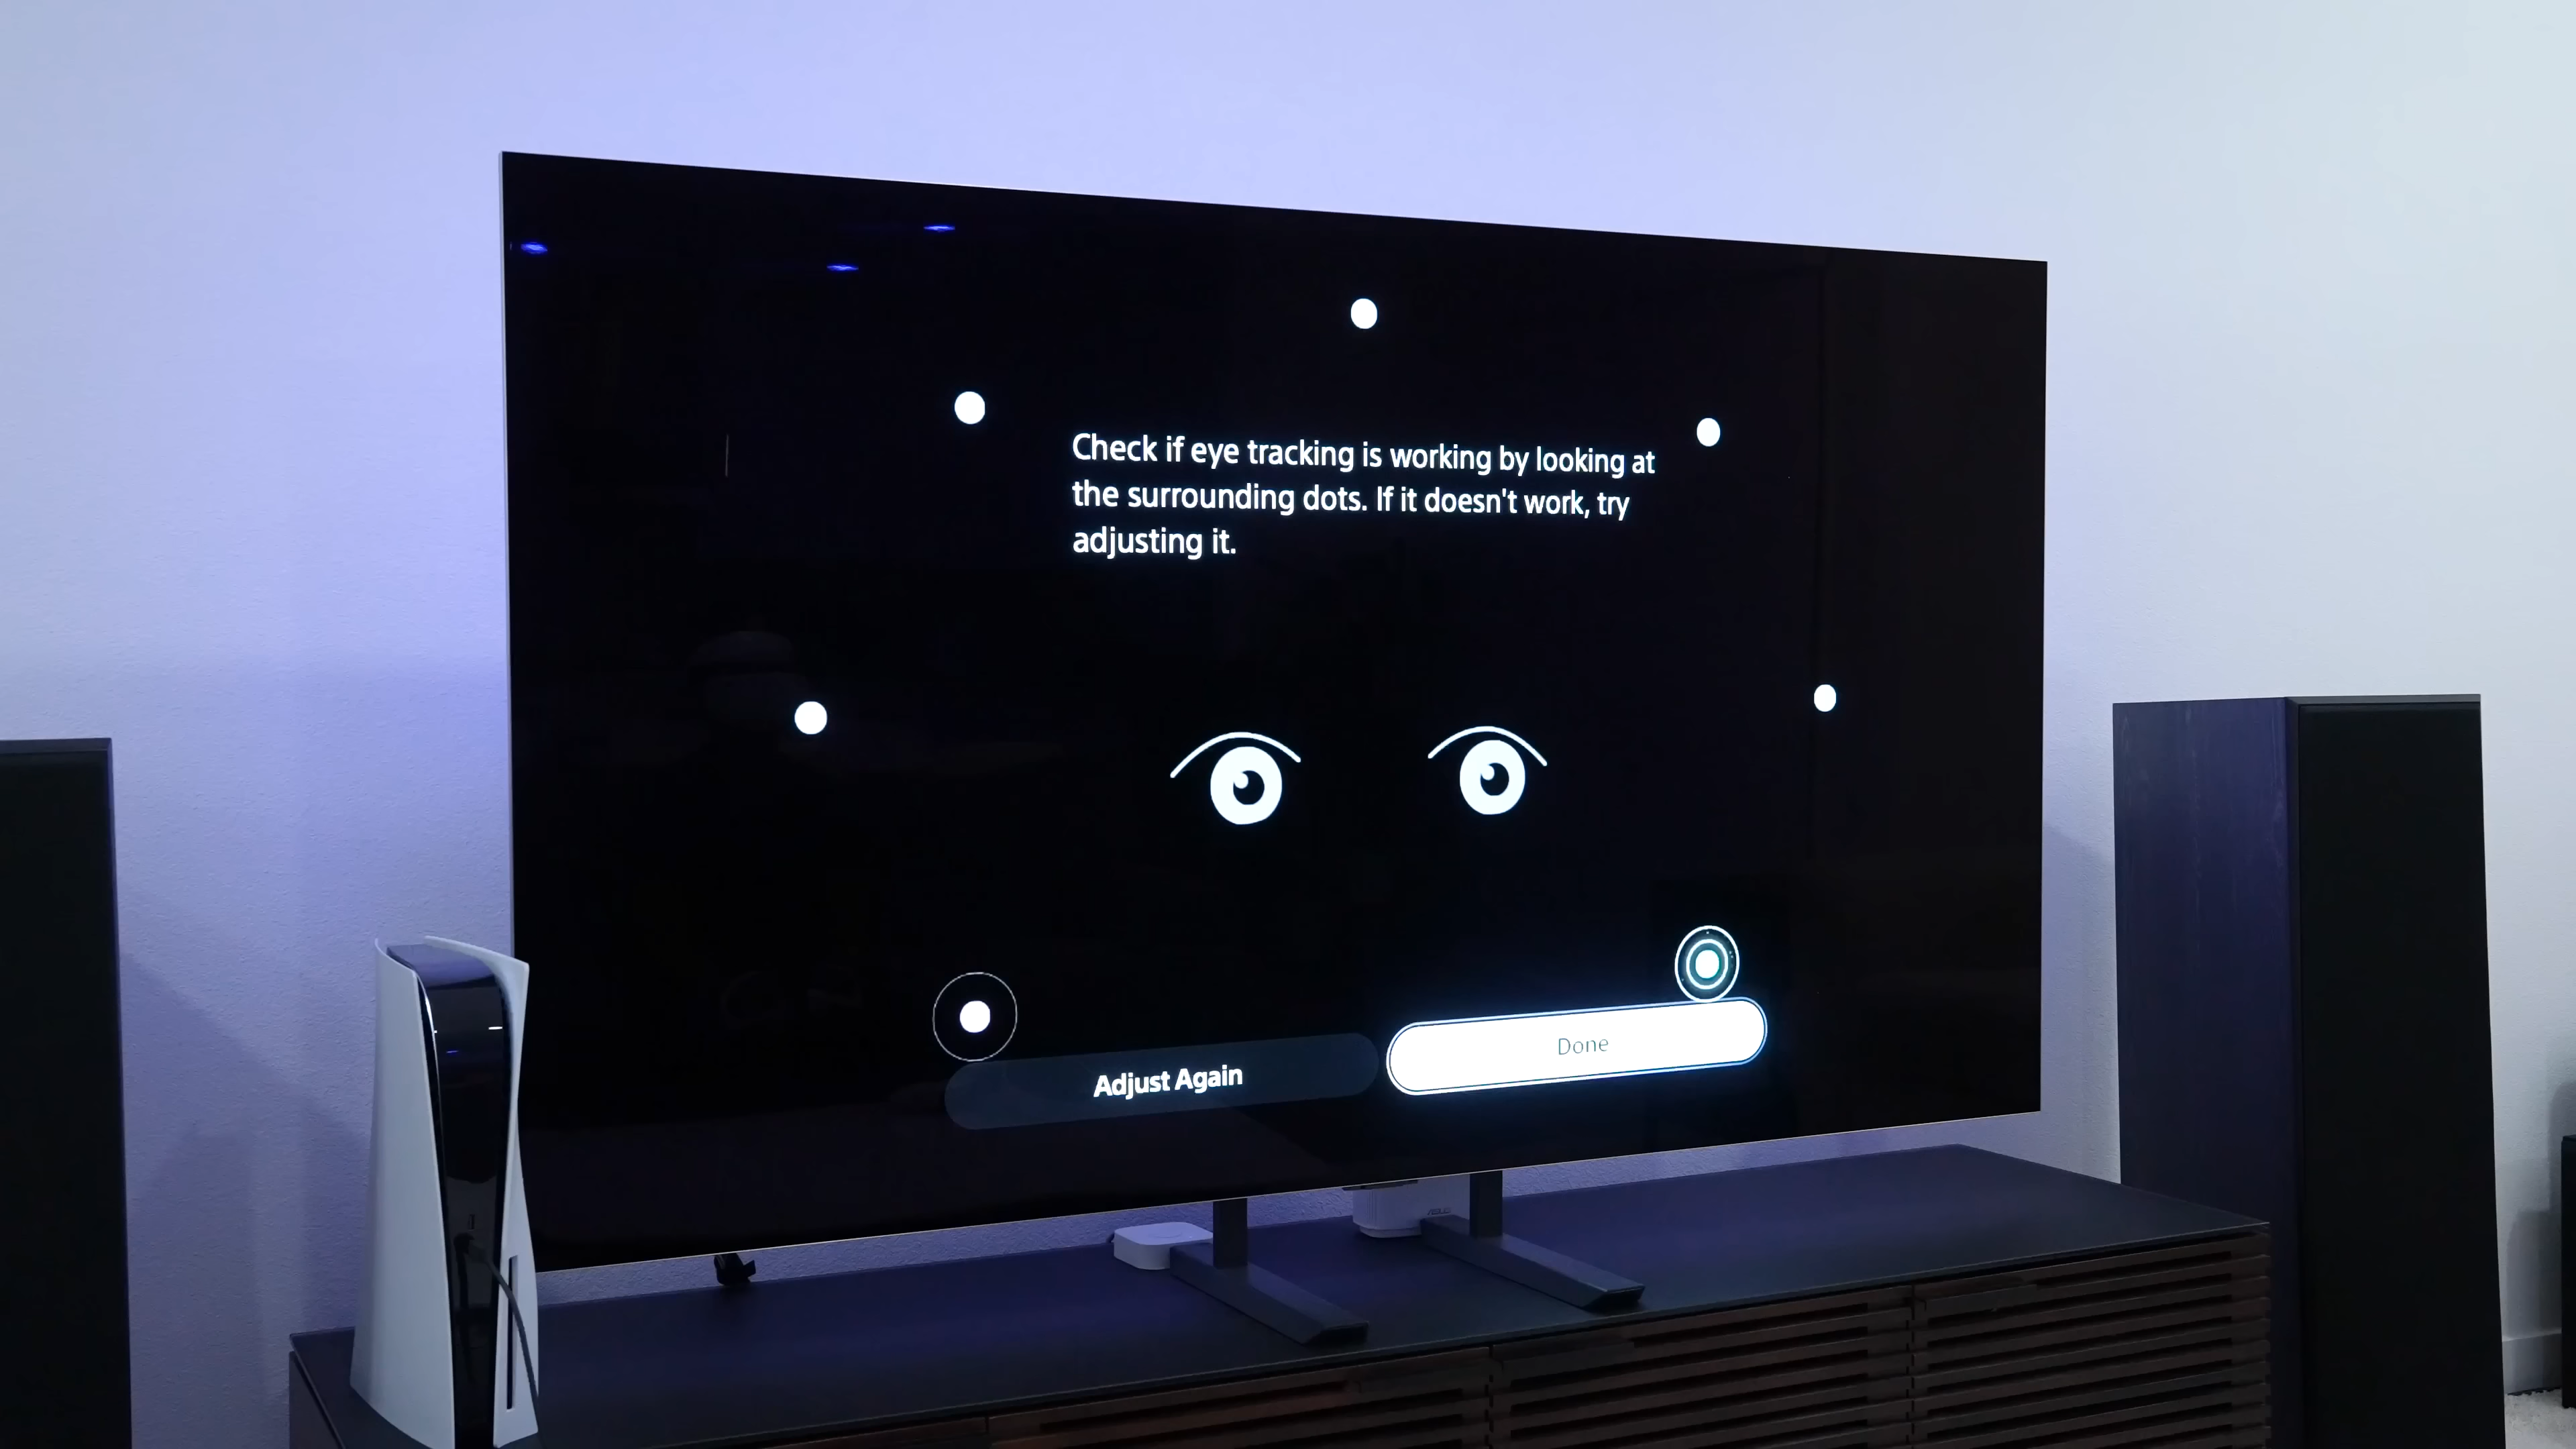 Check if eye tracking is working by looking at
the surrounding dots. If it doesn't work, try
adjusting it.
Adjust Again
Done
ASUS